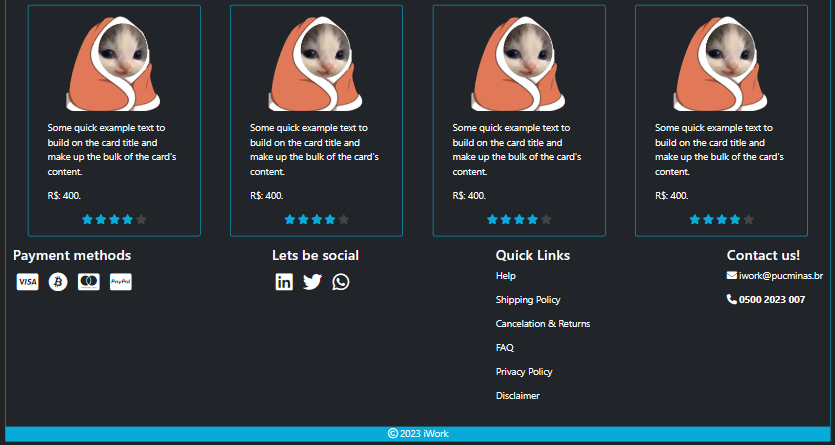 Some quick example text to
build on the card title and
make up the bulk of the card's
content.
R$: 400.
Some quick example text to
build on the card title and
make up the bulk of the card's
content.
R$: 400.
Some quick example text to
build on the card title and
make up the bulk of the card's
content.
R$: 400.
Some quick example text to
build on the card title and
make up the bulk of the card's
content.
R$: 400.
Payment methods
VISA PayPal
Lets be social
Quick Links
Help
Shipping Policy
Cancelation & Returns
FAQ
Privacy Policy
Disclaimer
Contact us!
iwork@pucminas.br
0500 2023 007
© 2023 iWork